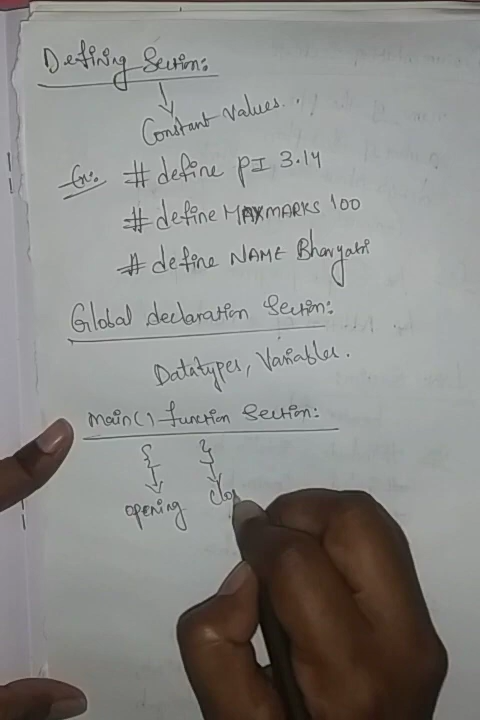 Defining Section:
Constant Values..
Ex:. # define PI 3.14
# define MAXMARKS 100
# define NAME Bhargavi
Global declaration Section:
Datatypes, Variables.
main() function Section:
{ }
opening clo